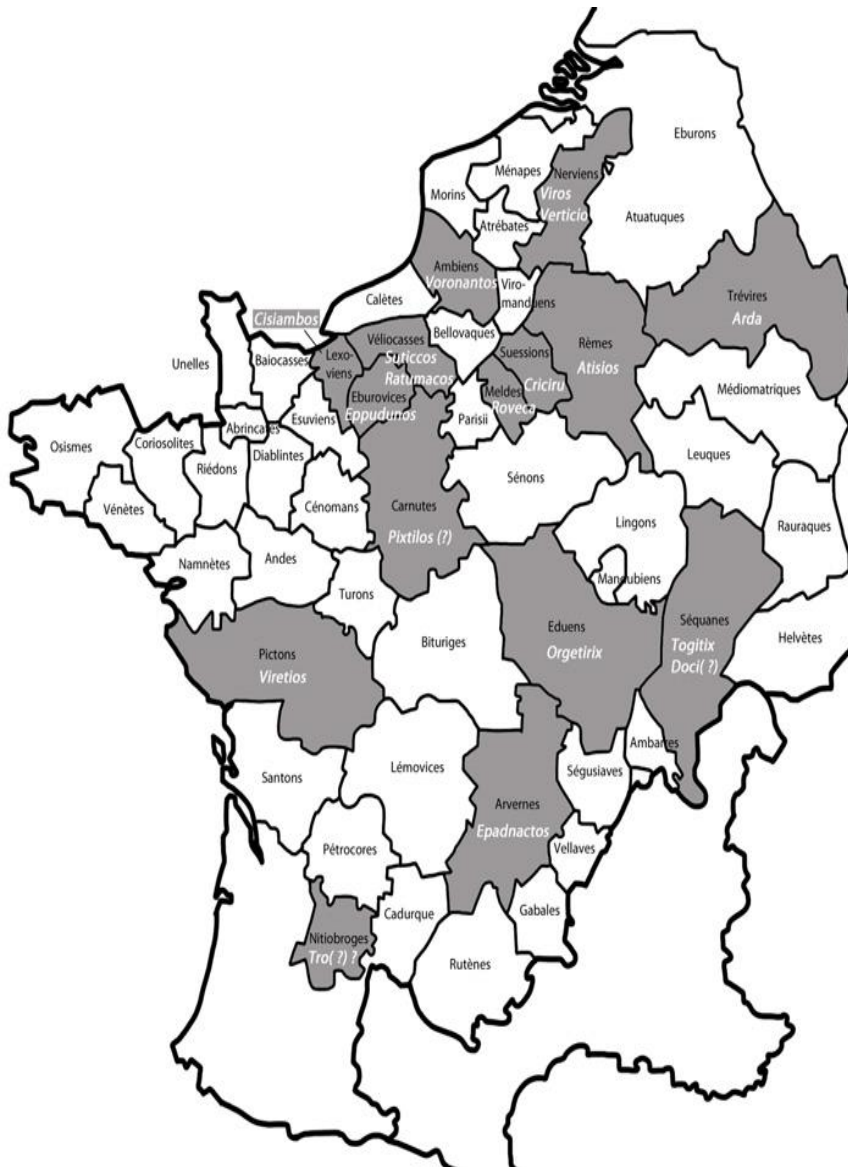 Eburons
Ménapes
Nerviens
Viros
Verticio
Morins
Atrébates
Atuatuques
Ambiens
Voronantos
Viro-
manduens
Trévires
Arda
Calètes
Cisiambos
Véliocasses
Suticcos
Ratumacos
Bellovaques
Suessions
Criciru
Rèmes
Atisios
Unelles
Baiocasses
Lexo-
viens
Eburovices
Eppudunos
Meldes
Roveca
Médiomatriques
Abrincates
Esuviens
Parisii
Osismes
Coriosolites
Riédons
Diablintes
Leuques
Vénètes
Cénomans
Carnutes
Pixtilos (?)
Sénons
Lingons
Rauraques
Namnètes
Andes
Turons
Mandubiens
Pictons
Viretios
Bituriges
Eduens
Orgetirix
Séquanes
Togitix
Doci( ?)
Helvètes
Santons
Lémovices
Arvernes
Epadnactos
Ségusiaves
Ambarres
Pétrocores
Vellaves
Nitiobroges
Tro( ?) ?
Cadurque
Gabales
Rutènes